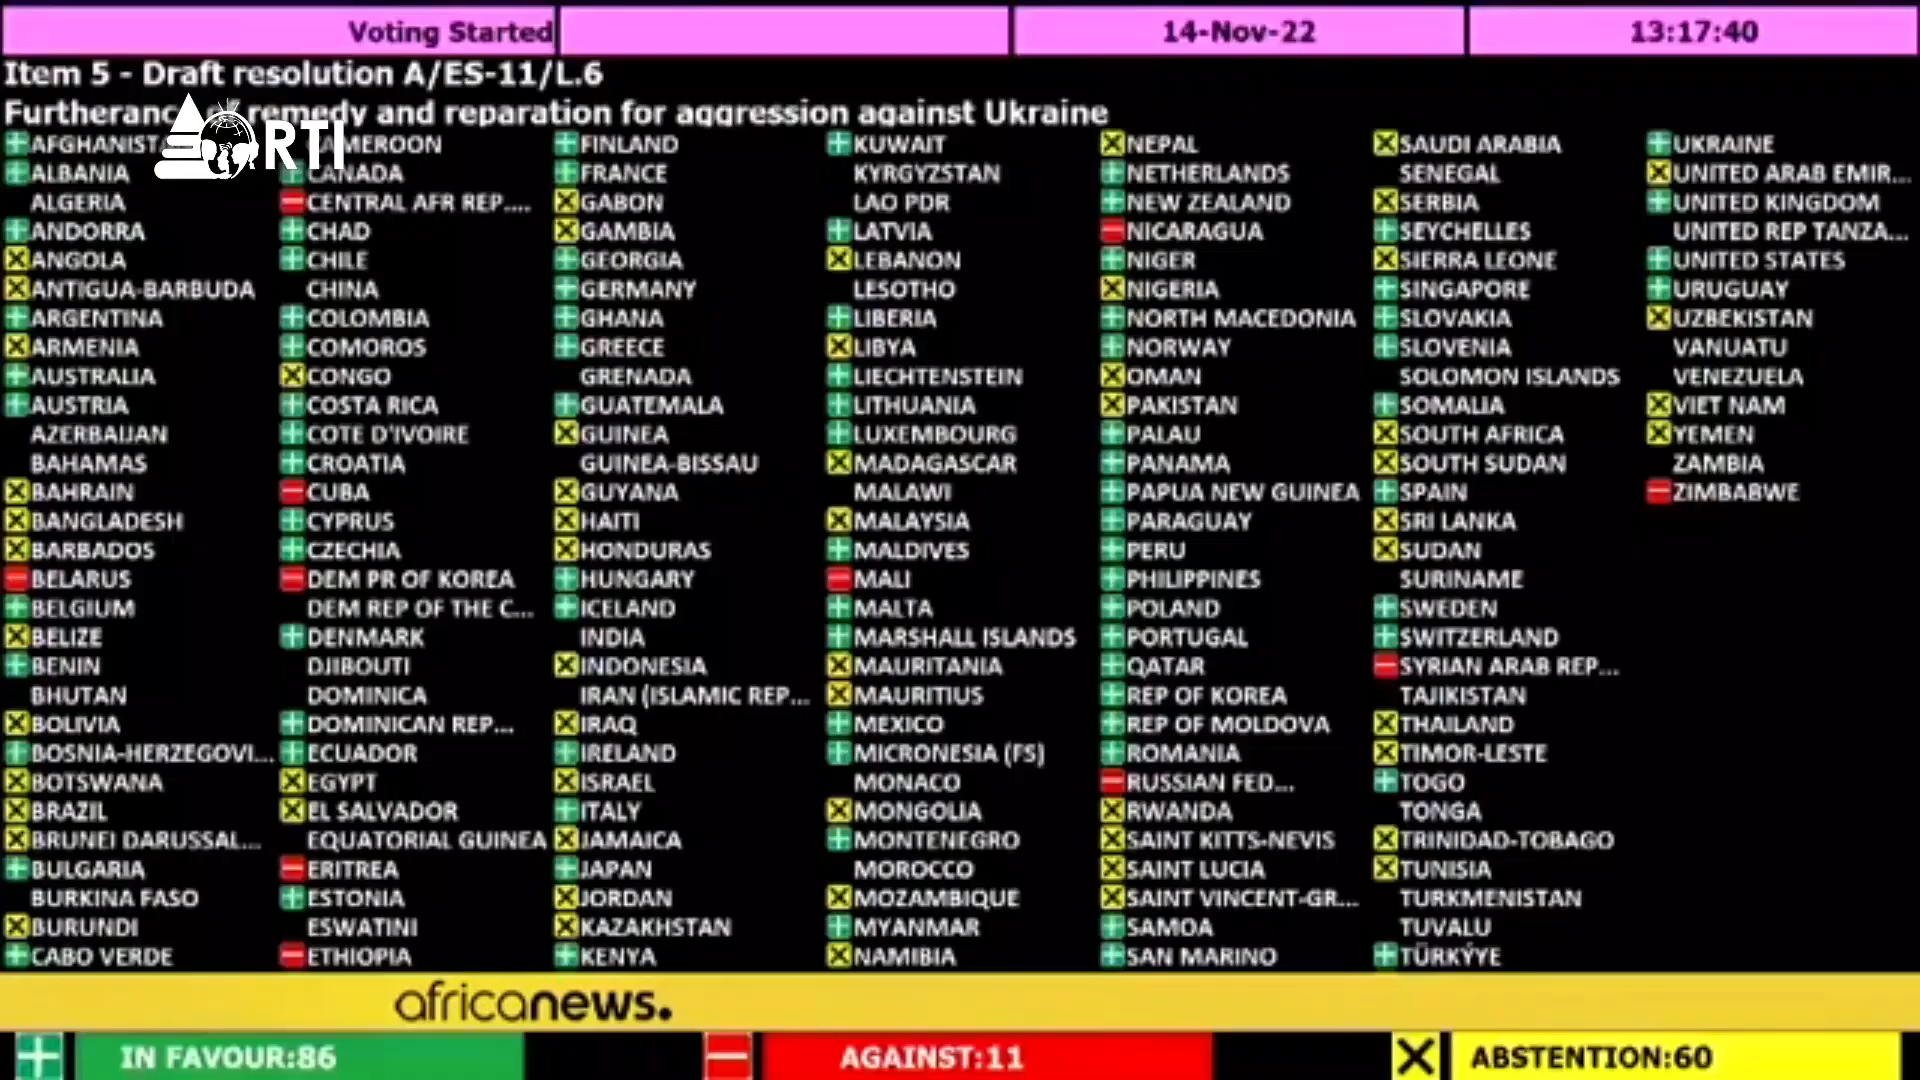 Voting Started 14-Nov-22 13:17:40
Item 5 - Draft resolution A/ES-11/L.6
remedy and reparation for aggression against Ukraine
RTI
ALBANIA
ALGERIA
ANDORRA
ANGOLA
ANTIGUA-BARBUDA
ARGENTINA
ARMENIA
AUSTRALIA
AUSTRIA
AZERBAIJAN
BAHAMAS
BAHRAIN
BANGLADESH
BARBADOS
BELARUS
BELGIUM
BELIZE
BENIN
BHUTAN
BOLIVIA
BOSNIA-HERZEGOVI...
BOTSWANA
BRAZIL
BRUNEI DARUSSAL...
BULGARIA
BURKINA FASO
BURUNDI
CABO VERDE
CANADA
CENTRAL AFR REP....
CHAD
CHILE
CHINA
COLOMBIA
COMOROS
CONGO
COSTA RICA
COTE D'IVOIRE
CROATIA
CUBA
CYPRUS
CZECHIA
DEM PR OF KOREA
DEM REP OF THE C...
DENMARK
DJIBOUTI
DOMINICA
DOMINICAN REP...
ECUADOR
EGYPT
EL SALVADOR
EQUATORIAL GUINEA
ERITREA
ESTONIA
ESWATINI
ETHIOPIA
FINLAND
FRANCE
GABON
GAMBIA
GEORGIA
GERMANY
GHANA
GREECE
GRENADA
GUATEMALA
GUINEA
GUINEA-BISSAU
GUYANA
HAITI
HONDURAS
HUNGARY
ICELAND
INDIA
INDONESIA
IRAN (ISLAMIC REP...
IRAQ
IRELAND
ISRAEL
ITALY
JAMAICA
JAPAN
JORDAN
KAZAKHSTAN
KENYA
KUWAIT
KYRGYZSTAN
LAO PDR
LATVIA
LEBANON
LESOTHO
LIBERIA
LIBYA
LIECHTENSTEIN
LITHUANIA
LUXEMBOURG
MADAGASCAR
MALAWI
MALAYSIA
MALDIVES
MALI
MALTA
MARSHALL ISLANDS
MAURITANIA
MAURITIUS
MEXICO
MICRONESIA (FS)
MONACO
MONGOLIA
MONTENEGRO
MOROCCO
MOZAMBIQUE
MYANMAR
NAMIBIA
NEPAL
NETHERLANDS
NEW ZEALAND
NICARAGUA
NIGER
NIGERIA
NORTH MACEDONIA
NORWAY
OMAN
PAKISTAN
PALAU
PANAMA
PAPUA NEW GUINEA
PARAGUAY
PERU
PHILIPPINES
POLAND
PORTUGAL
QATAR
REP OF KOREA
REP OF MOLDOVA
ROMANIA
RUSSIAN FED...
RWANDA
SAINT KITTS-NEVIS
SAINT LUCIA
SAINT VINCENT-GR...
SAMOA
SAN MARINO
SAUDI ARABIA
SENEGAL
SERBIA
SEYCHELLES
SIERRA LEONE
SINGAPORE
SLOVAKIA
SLOVENIA
SOLOMON ISLANDS
SOMALIA
SOUTH AFRICA
SOUTH SUDAN
SPAIN
SRI LANKA
SUDAN
SURINAME
SWEDEN
SWITZERLAND
SYRIAN ARAB REP...
TAJIKISTAN
THAILAND
TIMOR-LESTE
TOGO
TONGA
TRINIDAD-TOBAGO
TUNISIA
TURKMENISTAN
TUVALU
TÜRKÝYE
UKRAINE
UNITED ARAB EMIR...
UNITED KINGDOM
UNITED REP TANZA...
UNITED STATES
URUGUAY
UZBEKISTAN
VANUATU
VENEZUELA
VIET NAM
YEMEN
ZAMBIA
ZIMBABWE
africanews.
IN FAVOUR:86 AGAINST:11 ABSTENTION:60